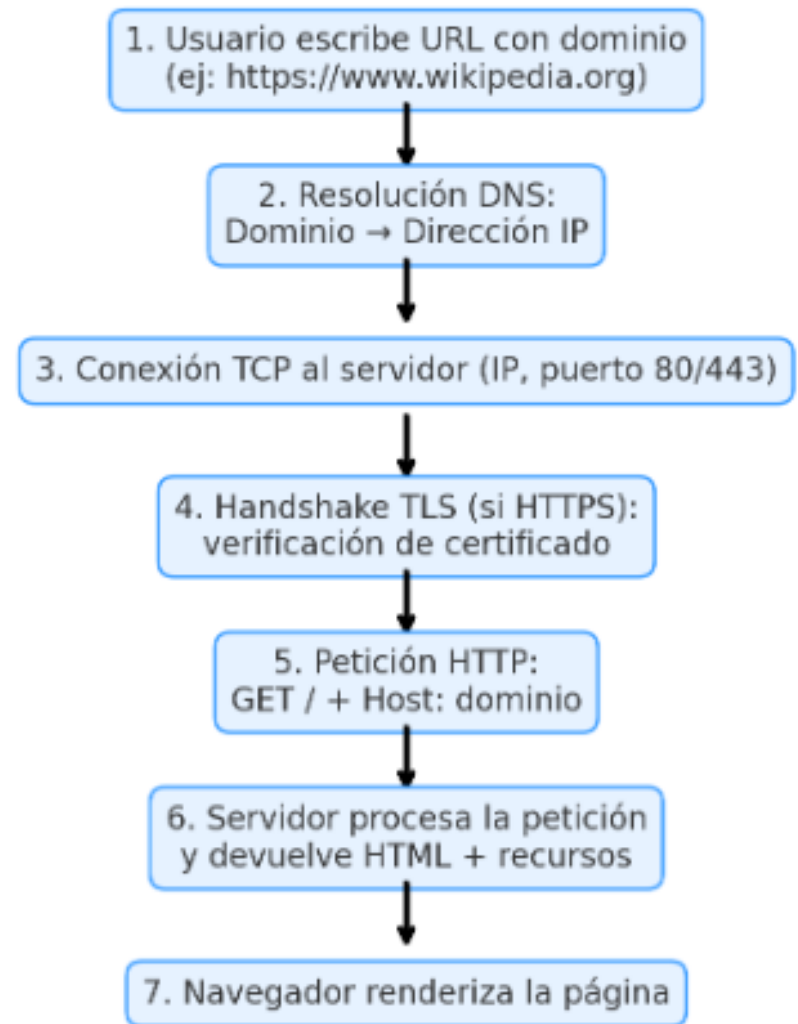 1. Usuario escribe URL con dominio
(ej: https://www.wikipedia.org)
2. Resolución DNS:
Dominio → Dirección IP
3. Conexión TCP al servidor (IP, puerto 80/443)
4. Handshake TLS (si HTTPS):
verificación de certificado
5. Petición HTTP:
GET / + Host: dominio
6. Servidor procesa la petición
y devuelve HTML + recursos
7. Navegador renderiza la página